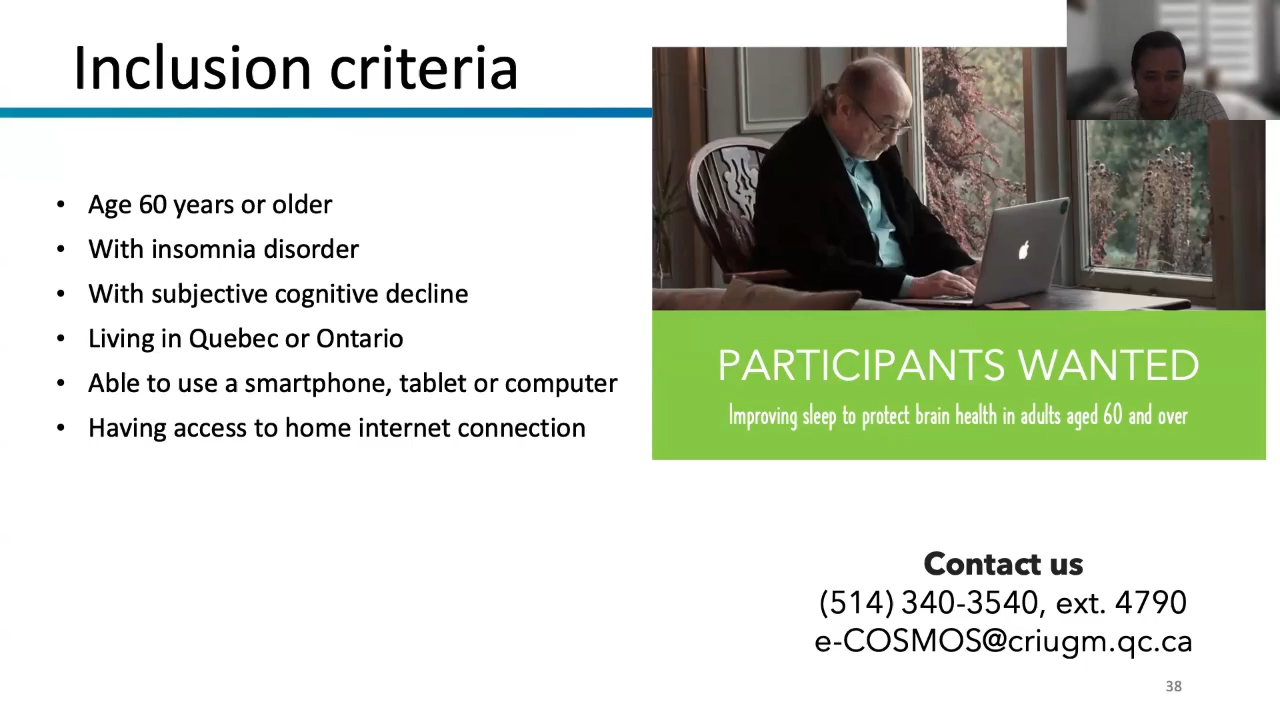 Inclusion criteria
• Age 60 years or older
• With insomnia disorder
• With subjective cognitive decline
• Living in Quebec or Ontario
• Able to use a smartphone, tablet or computer
• Having access to home internet connection
PARTICIPANTS WANTED
Improving sleep to protect brain health in adults aged 60 and over
Contact us
(514) 340-3540, ext. 4790
e-COSMOS@criugm.qc.ca
38